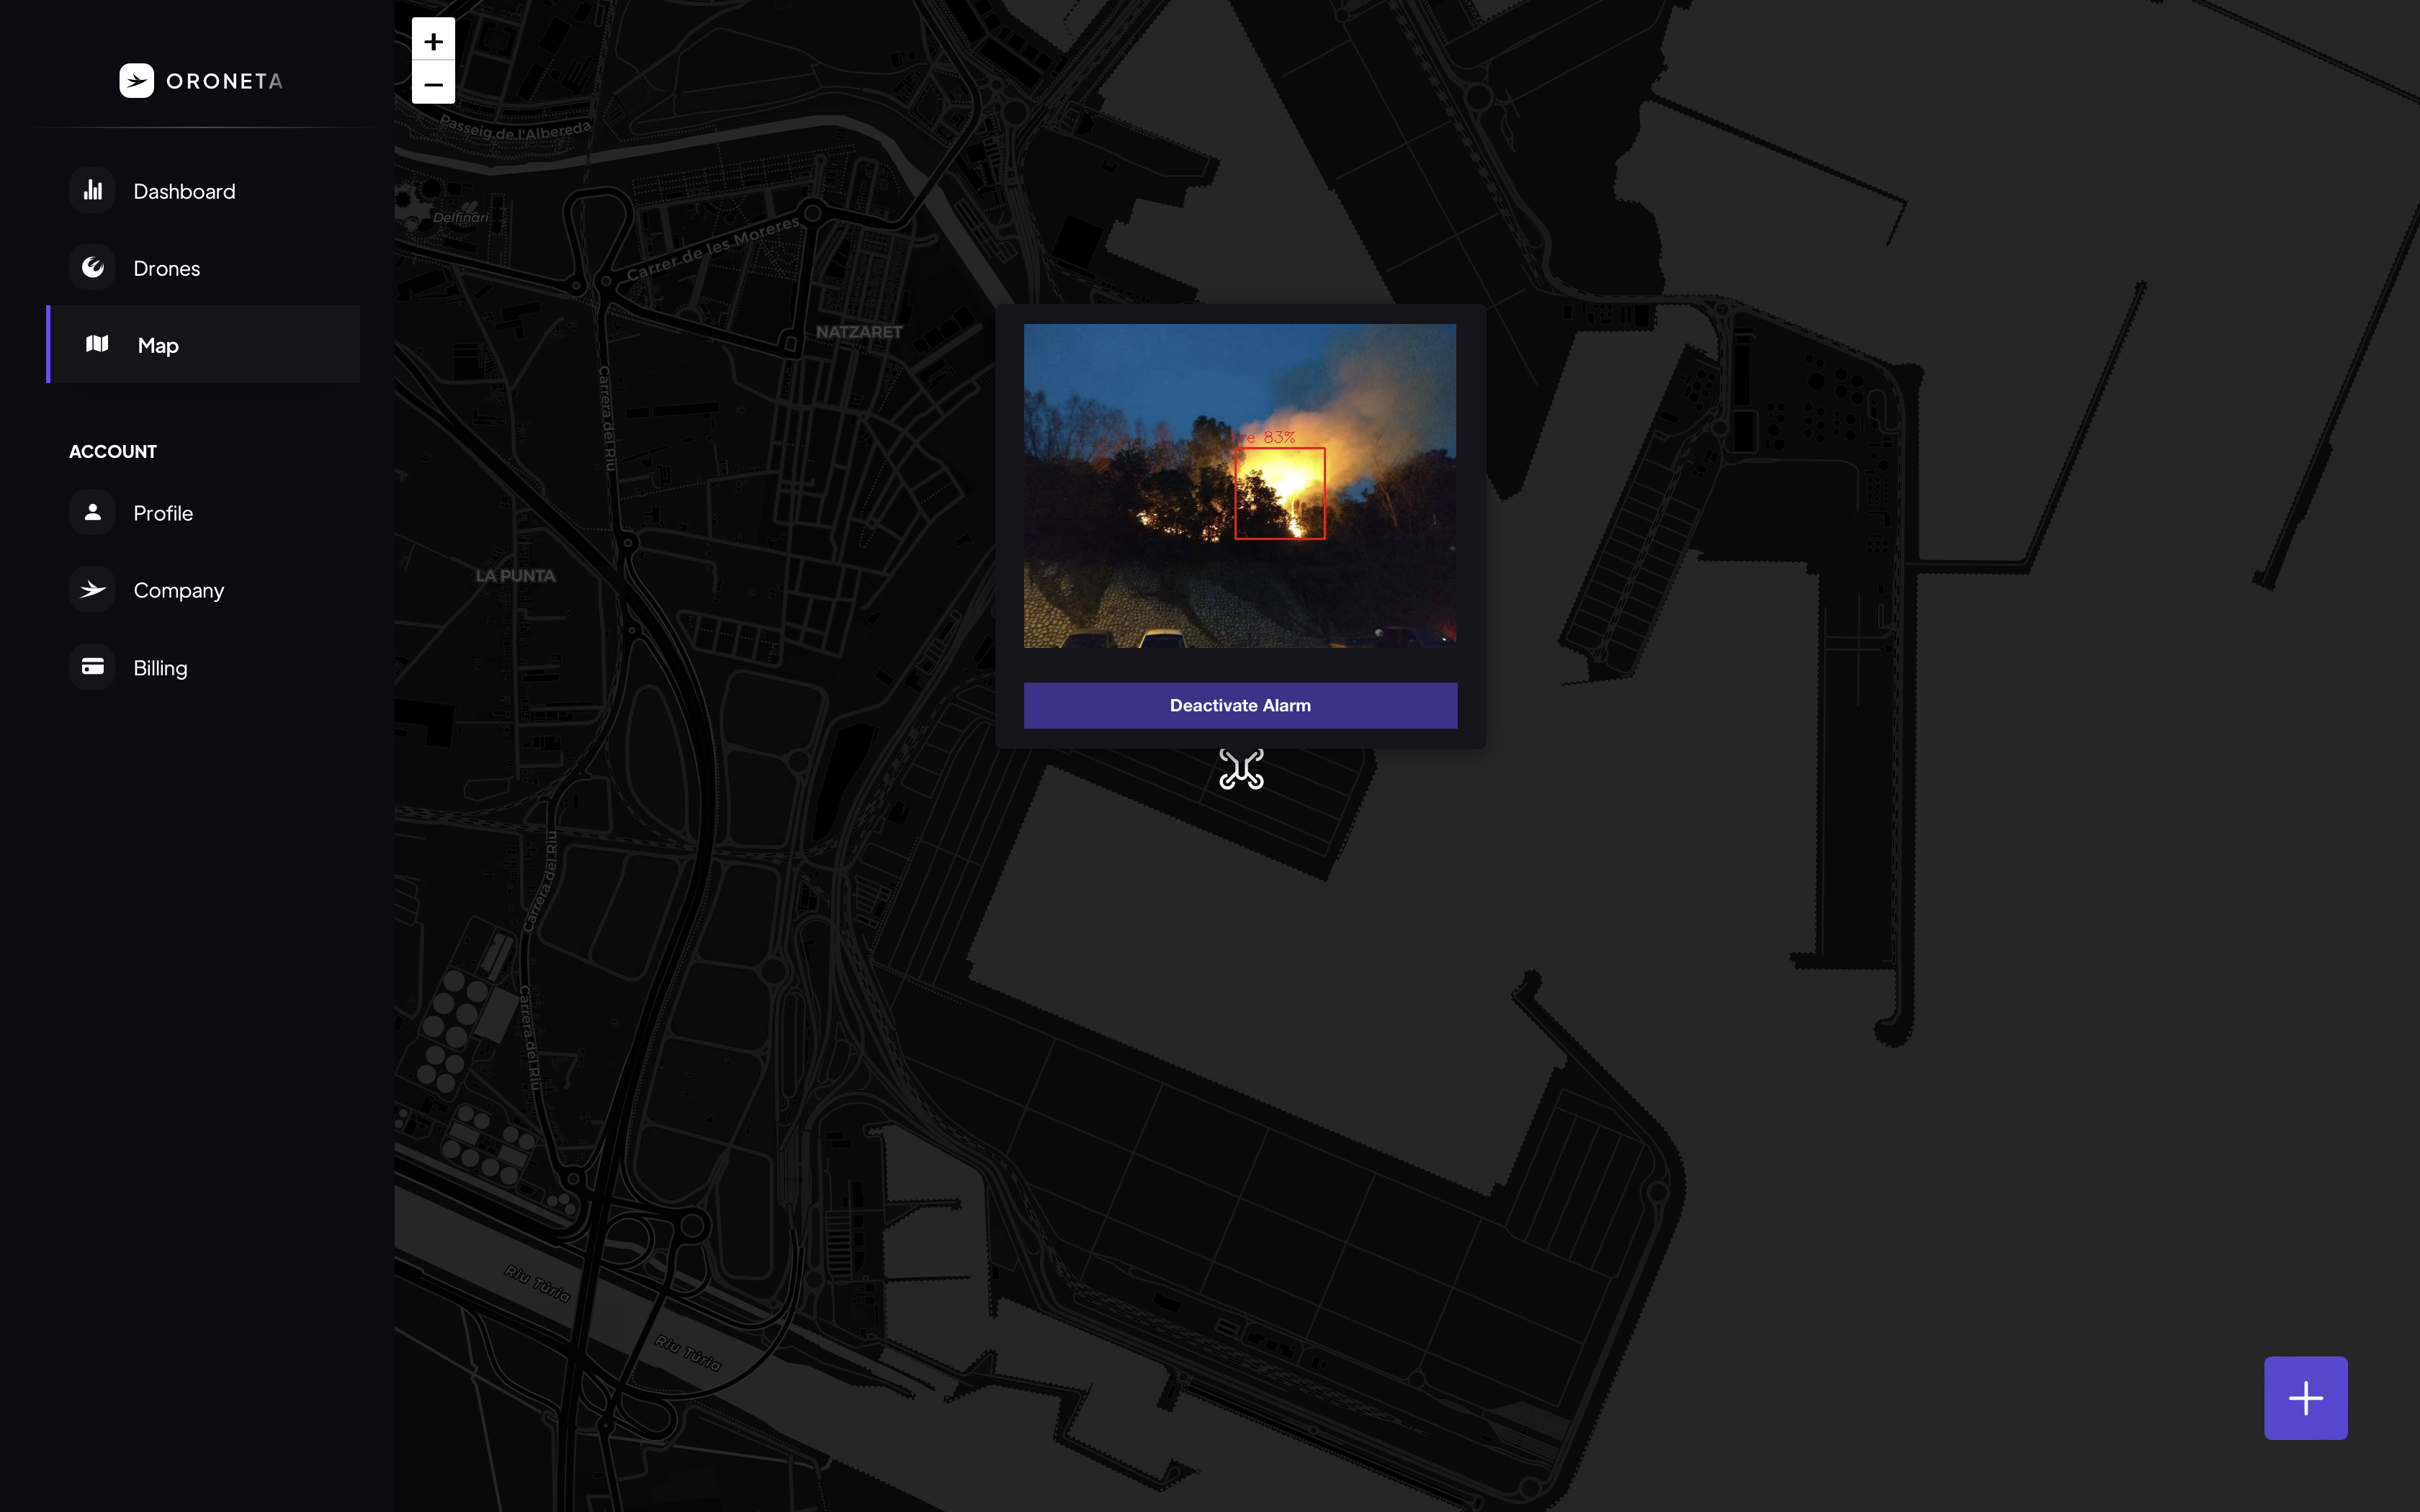 ORONETA
Dashboard
Drones
Map
ACCOUNT
Profile
Company
Billing
+
−
Passeig de l'Albereda
Delfinari
Carrer de les Moreres
NATZARET
Carrera del Riu
LA PUNTA
re 83%
Deactivate Alarm
Carrera del Riu
Carrera del Riu
Riu Túria
Riu Túria
+